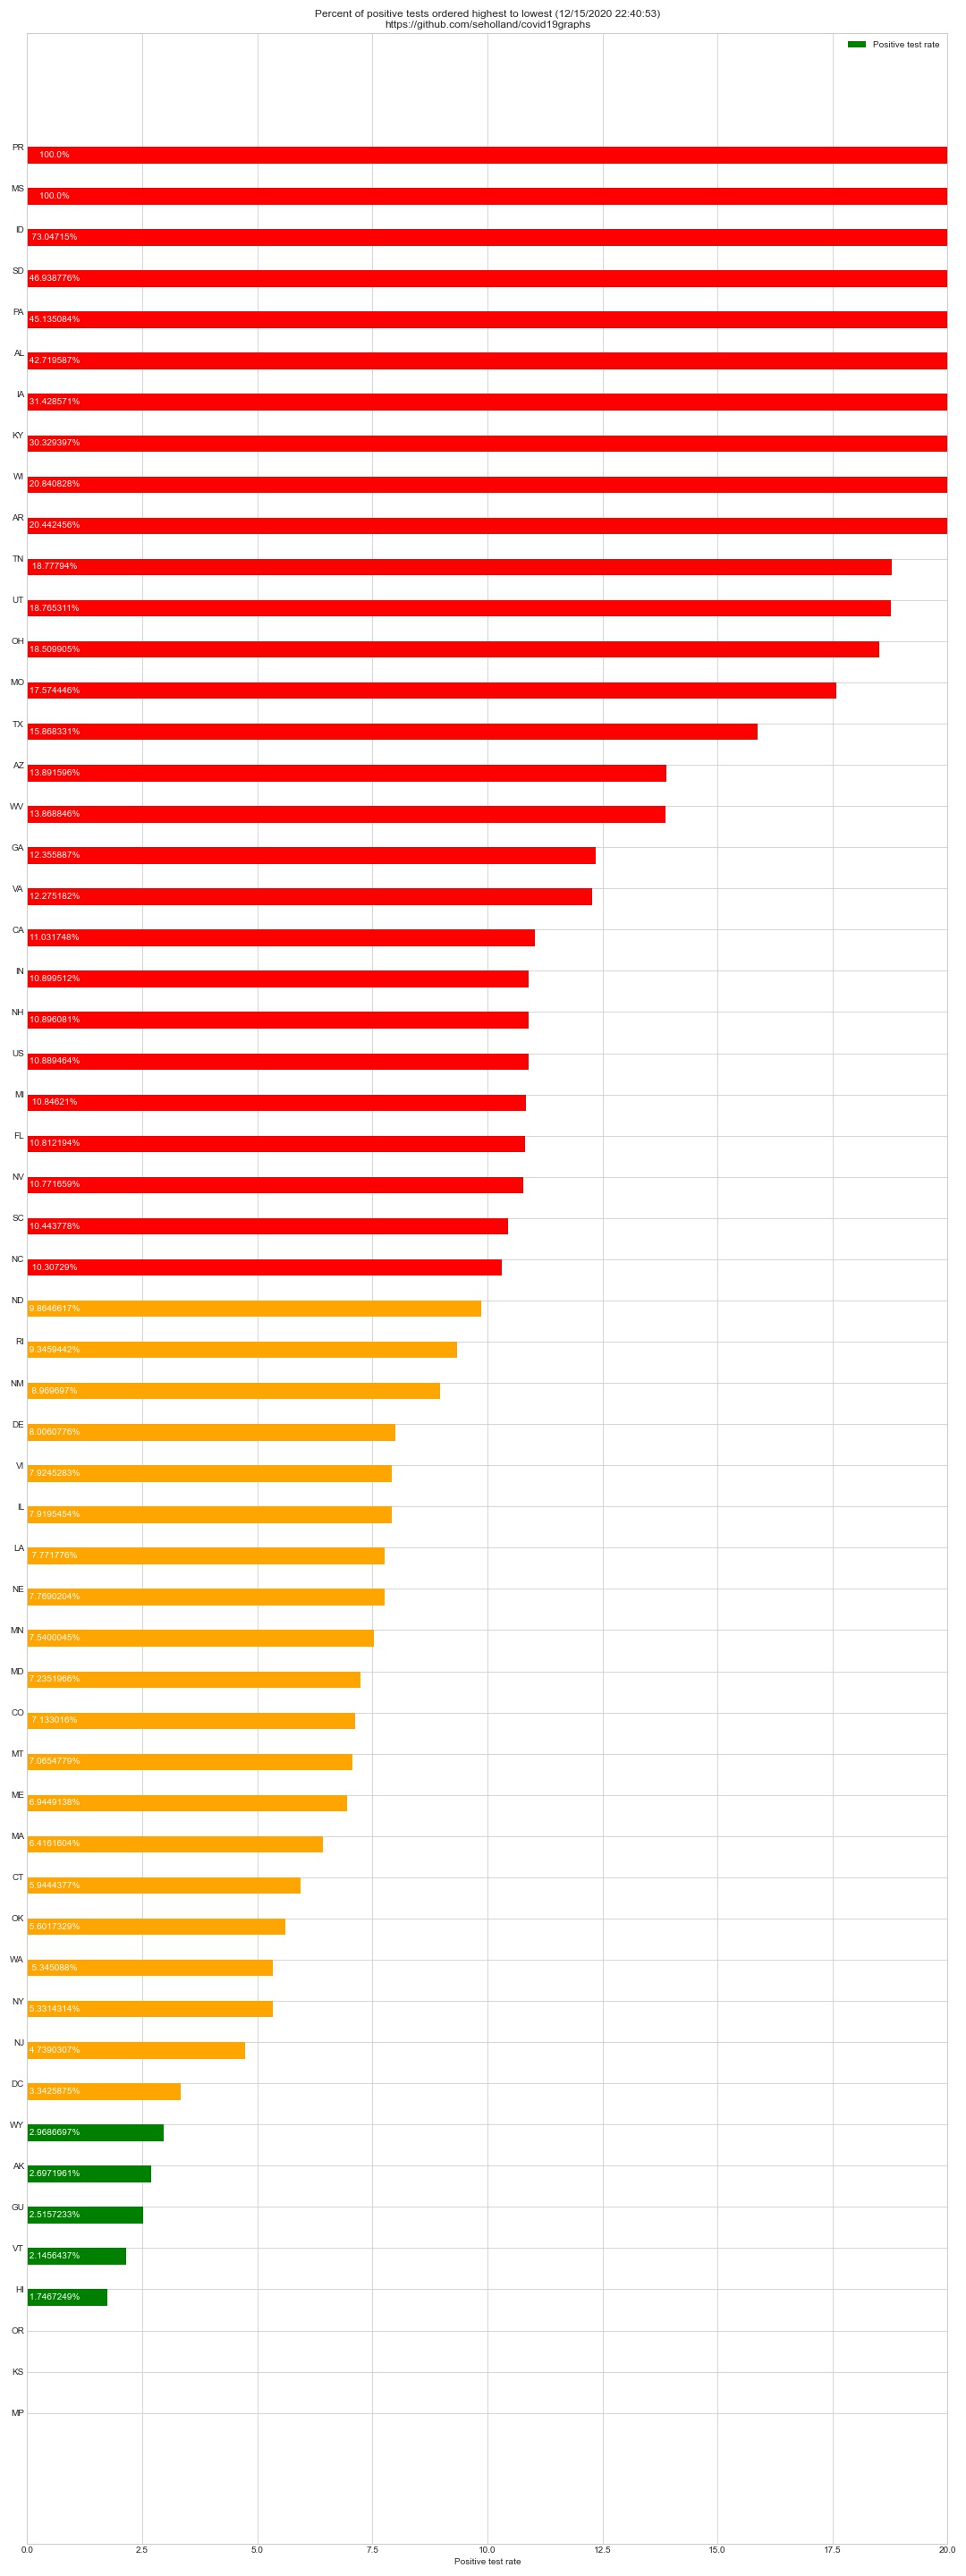 Percent of positive tests ordered highest to lowest (12/15/2020 22:40:53)
https://github.com/seholland/covid19graphs
Positive test rate
PR 100.0%
MS 100.0%
ID 73.04715%
SD 46.938776%
PA 45.135084%
AL 42.719587%
IA 31.428571%
KY 30.329397%
WI 20.840828%
AR 20.442456%
TN 18.77794%
UT 18.765311%
OH 18.509905%
MO 17.574446%
TX 15.868331%
AZ 13.891596%
WV 13.868846%
GA 12.355887%
VA 12.275182%
CA 11.031748%
IN 10.899512%
NH 10.896081%
US 10.889464%
MI 10.84621%
FL 10.812194%
NV 10.771659%
SC 10.443778%
NC 10.30729%
ND 9.8646617%
RI 9.3459442%
NM 8.969697%
DE 8.0060776%
VI 7.9245283%
IL 7.9195454%
LA 7.771776%
NE 7.7690204%
MN 7.5400045%
MD 7.2351966%
CO 7.133016%
MT 7.0654779%
ME 6.9449138%
MA 6.4161604%
CT 5.9444377%
OK 5.6017329%
WA 5.345088%
NY 5.3314314%
NJ 4.7390307%
DC 3.3425875%
WY 2.9686697%
AK 2.6971961%
GU 2.5157233%
VT 2.1456437%
HI 1.7467249%
OR
KS
MP
0.0 2.5 5.0 7.5 10.0 12.5 15.0 17.5 20.0
Positive test rate